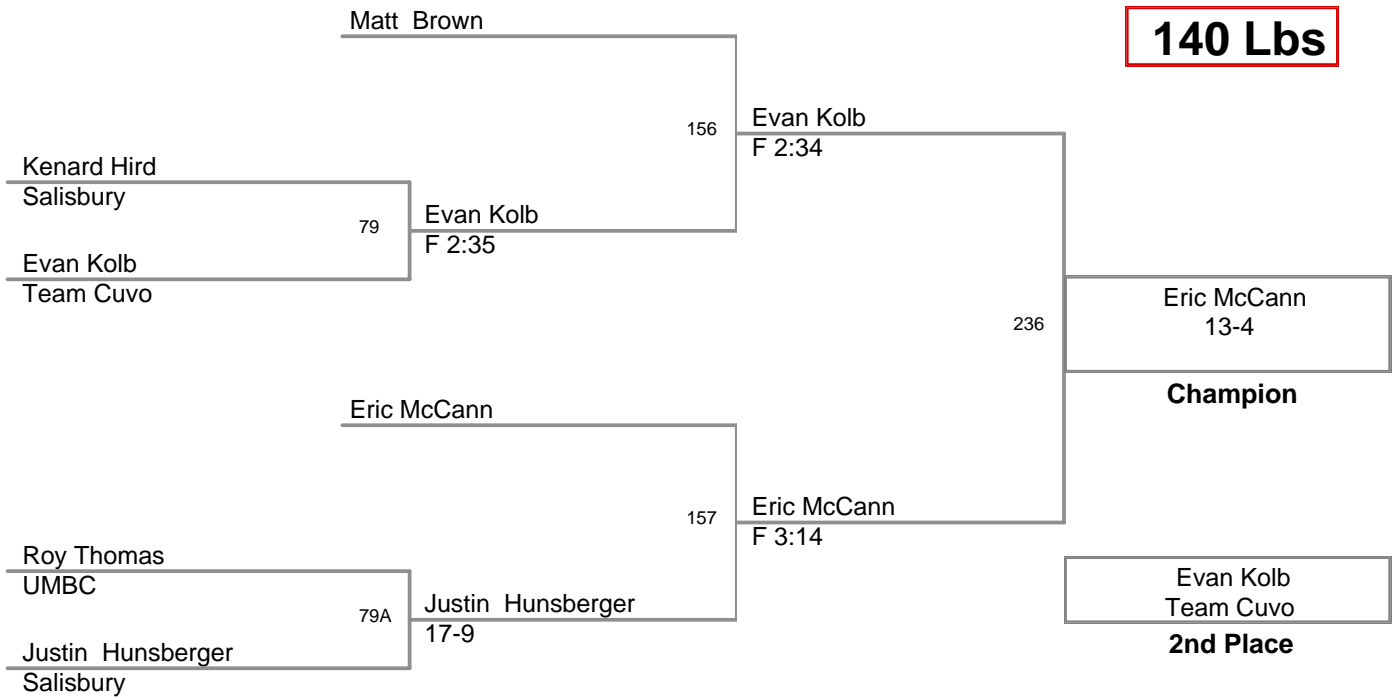 Matt  Brown
140 Lbs
156
Evan Kolb
F 2:34
Kenard Hird
Salisbury
79
Evan Kolb
F 2:35
Evan Kolb
Team Cuvo
236
Eric McCann
13-4
Champion
Eric McCann
157
Eric McCann
F 3:14
Roy Thomas
UMBC
79A
Justin  Hunsberger
17-9
Justin  Hunsberger
Salisbury
Evan Kolb
Team Cuvo
2nd Place